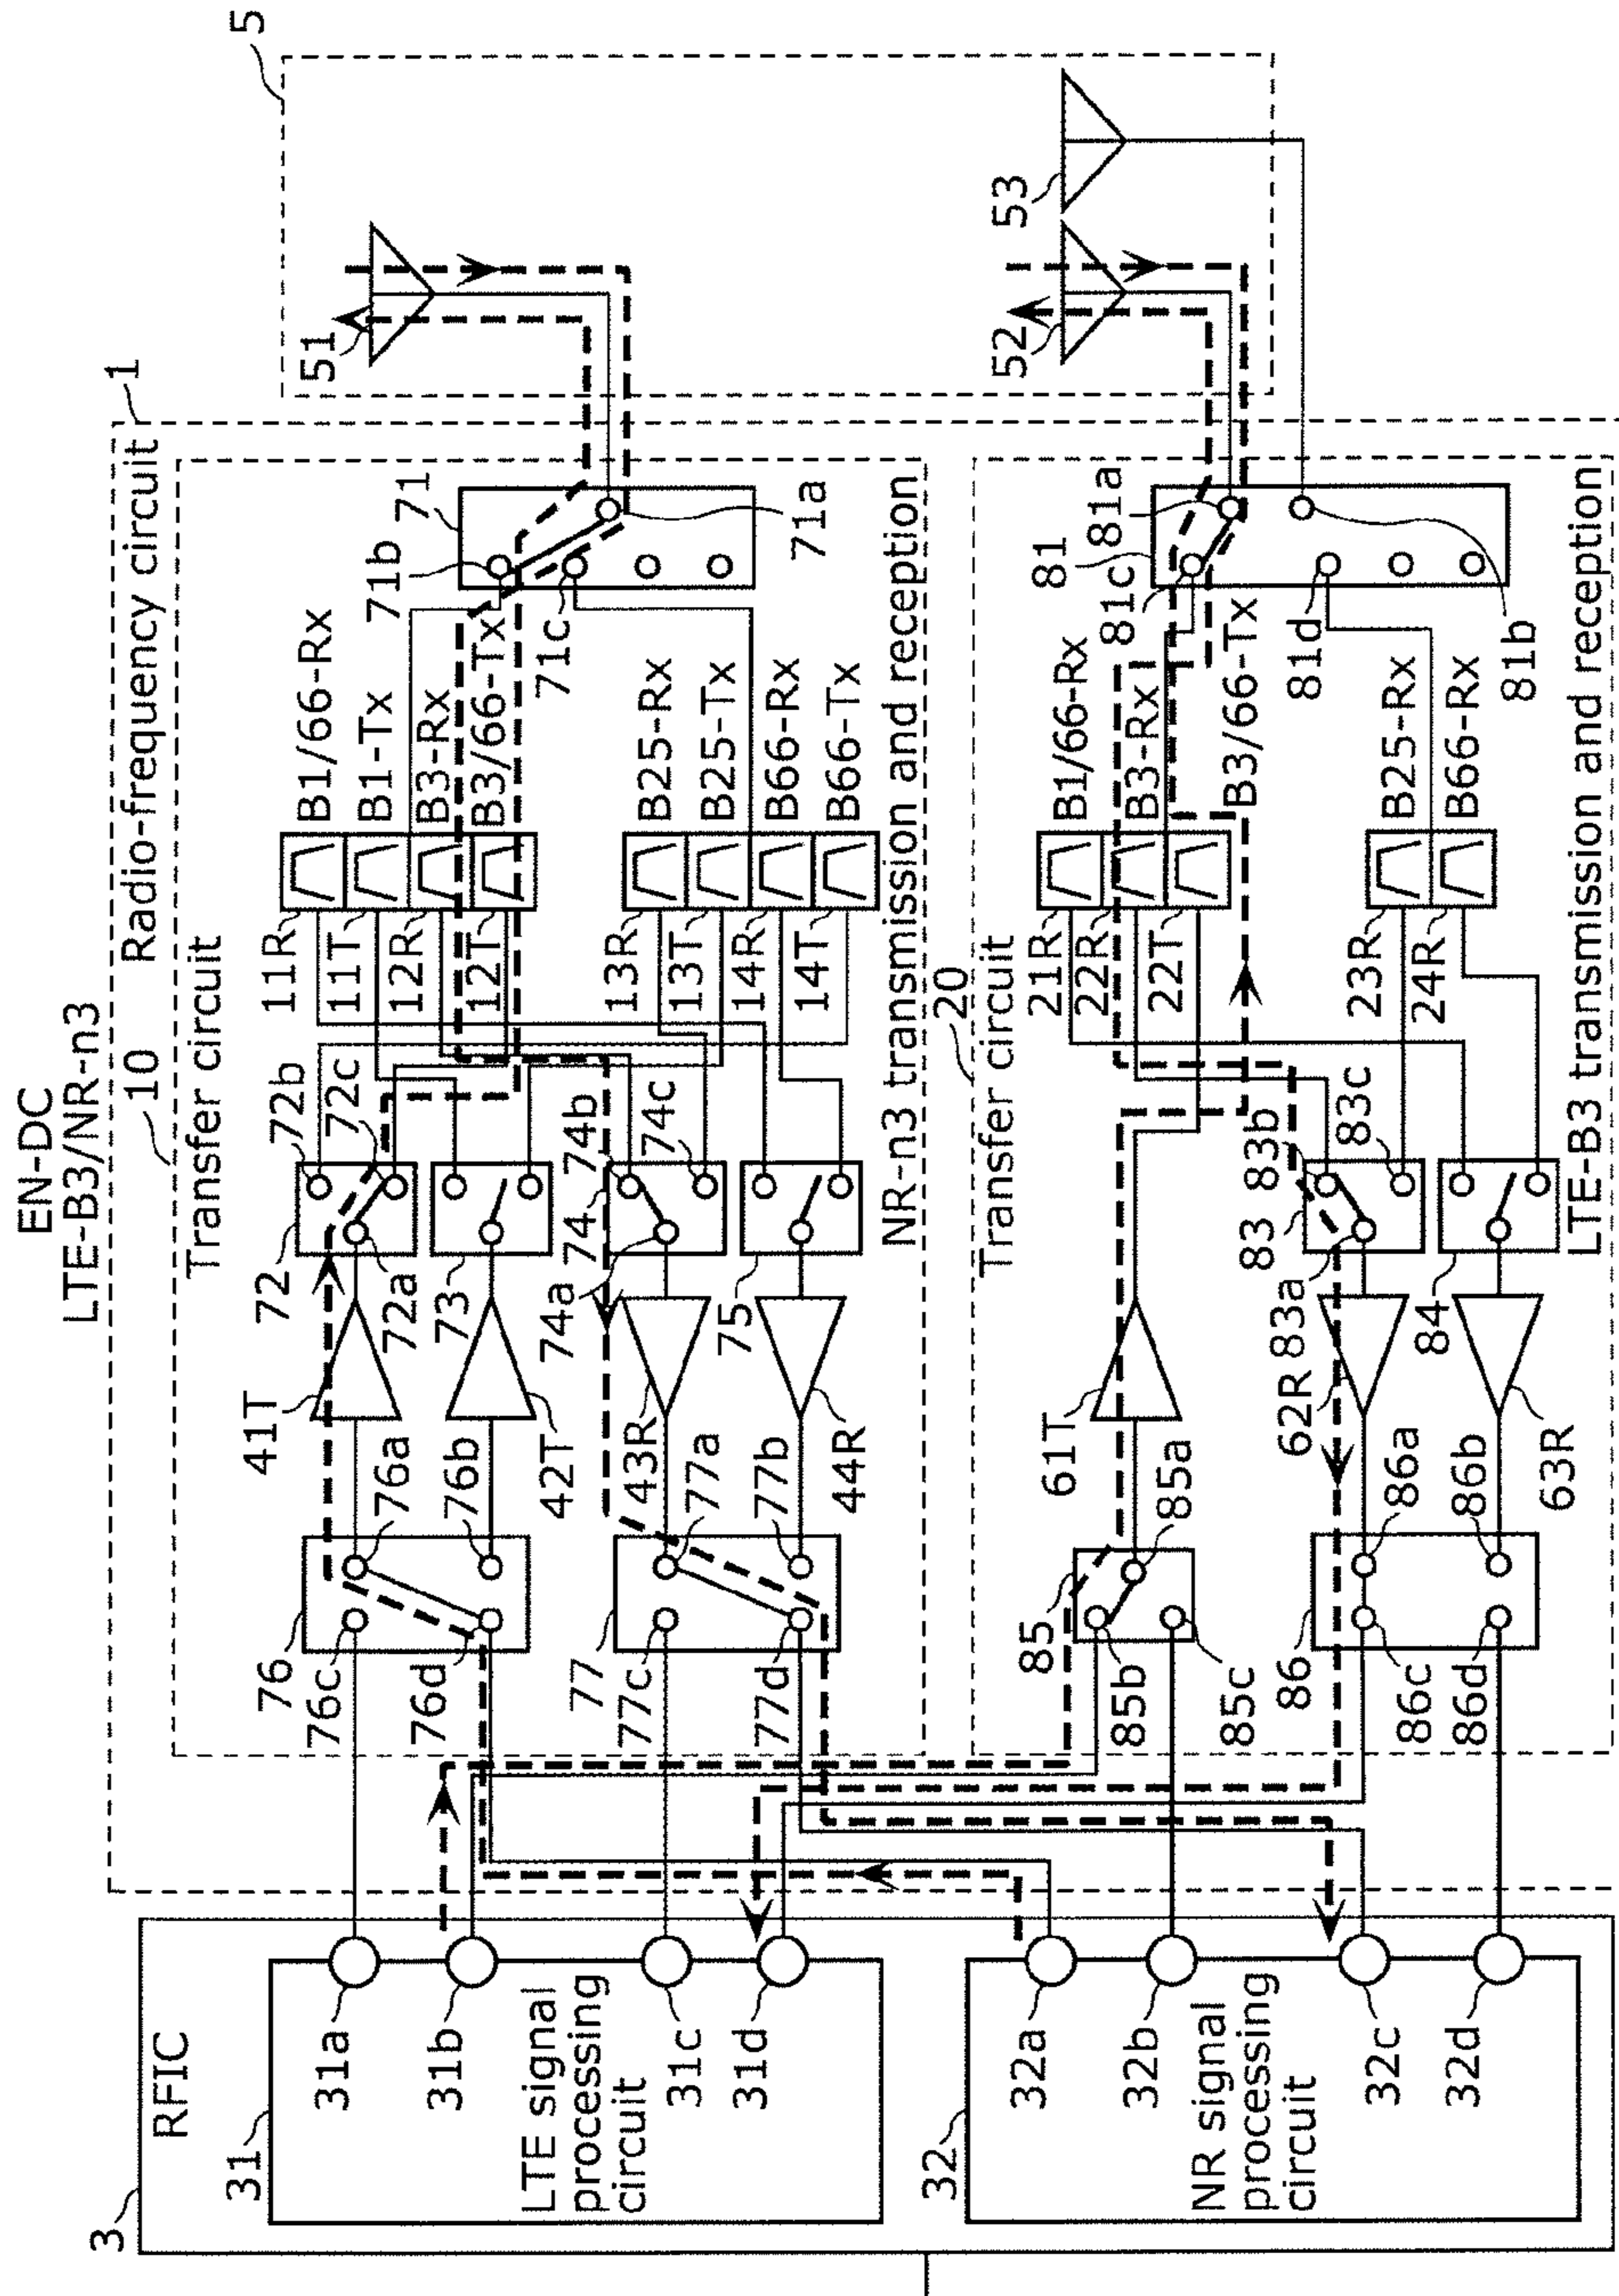 EN-DC
LTE-B3/NR-n3
10
Radio-frequency circuit
1
5
Transfer circuit
3
RFIC
31
31a
31b
LTE signal
processing
circuit
31c
31d
32
32a
32b
NR signal
processing
circuit
32c
32d
76
76c
76d
76a
76b
77
77c
77d
77a
77b
41T
42T
43R
44R
72
72a
72b
72c
73
74
74a
74b
74c
75
11R
11T
12R
12T
13R
13T
14R
14T
B1/66-Rx
B1-Tx
B3-Rx
B3/66-Tx
B25-Rx
B25-Tx
B66-Rx
B66-Tx
71
71b
71c
71a
51
NR-n3 transmission and reception
20
Transfer circuit
85
85b
85c
85a
86
86c
86d
86a
86b
61T
62R
63R
83
83a
83b
83c
84
21R
22R
22T
23R
24R
B1/66-Rx
B3-Rx
B3/66-Tx
B25-Rx
B66-Rx
81
81a
81c
81d
81b
52
53
LTE-B3 transmission and reception